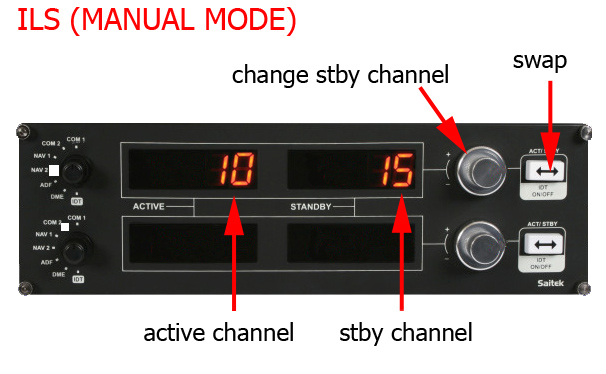 ILS (MANUAL MODE)
swap
change stby channel
COM 1
COM 2
NAV 1
NAV 2
ADF
DME
IDT
10
15
+
-
ACT/ STBY
IDT
ON/OFF
ACTIVE
STANDBY
COM 1
COM 2
NAV 1
NAV 2
ADF
DME
IDT
+
-
ACT/ STBY
IDT
ON/OFF
Saitek
active channel
stby channel